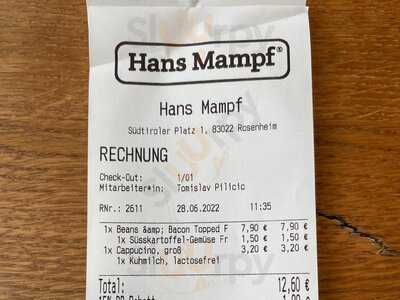 Hans Mampf®
Hans Mampf
Südtiroler Platz 1, 83022 Rosenheim
RECHNUNG
Check-Out: 1/01
Mitarbeiter*in: Tomislav Pilicic
RNr.: 2611 28.06.2022 11:35
1x Beans &amp; Bacon Topped F 7,90 € 7,90 €
1x Süsskartoffel-Gemüse Fr 1,50 € 1,50 €
1x Cappucino, groß 3,20 € 3,20 €
1x Kuhmilch, lactosefrei
Total: 12,60 €